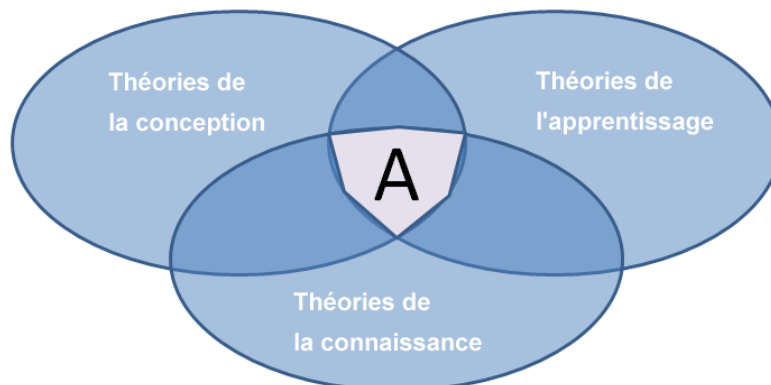 Théories de
la conception
Théories de
l'apprentissage
A
Théories de
la connaissance